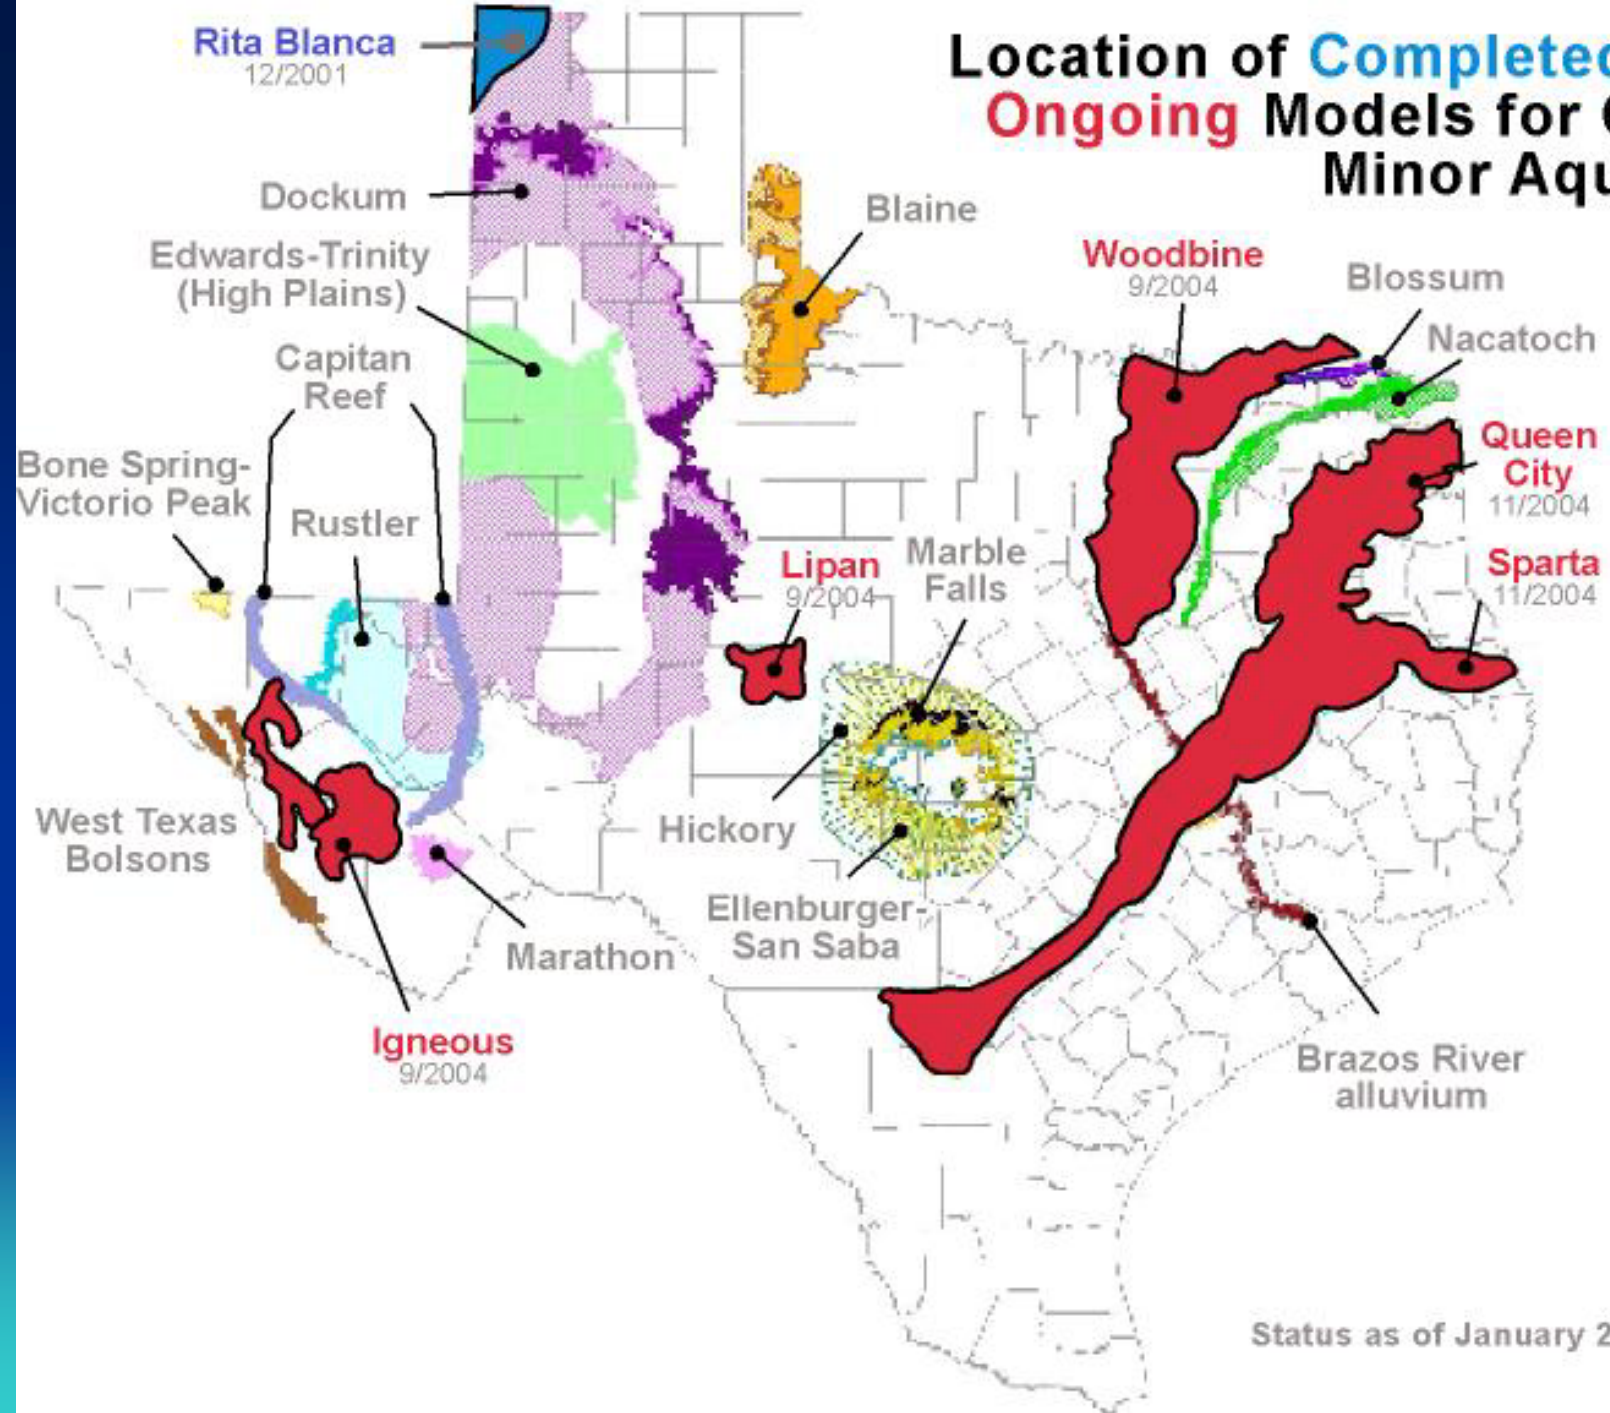 Location of Completed
Ongoing Models for
Minor
Rita Blanca
12/2001
Dockum
Blaine
Edwards-Trinity
(High Plains)
Woodbine
9/2004
Blossum
Nacatoch
Capitan
Reef
Queen
City
11/2004
Bone Spring-
Victorio Peak
Rustler
Lipan
9/2004
Marble
Falls
Sparta
11/2004
West Texas
Bolsons
Hickory
Ellenburger-
San Saba
Marathon
Igneous
9/2004
Brazos River
alluvium
Status as of January